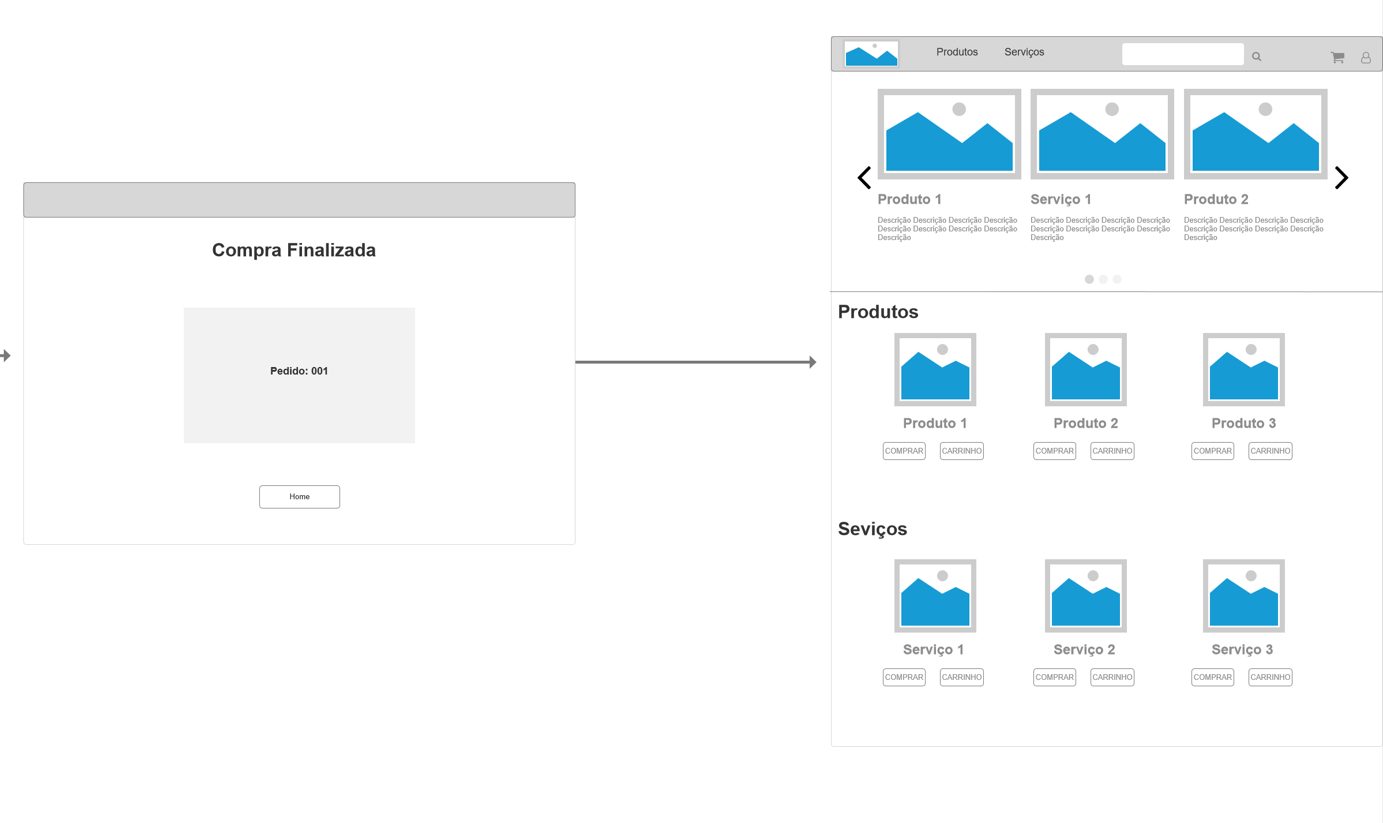 Compra Finalizada
Pedido: 001
Home
Produtos Serviços
Produto 1 Serviço 1 Produto 2
Descrição Descrição Descrição Descrição Descrição Descrição Descrição Descrição Descrição Descrição Descrição Descrição
Descrição Descrição Descrição Descrição Descrição Descrição Descrição Descrição Descrição Descrição Descrição Descrição
Descrição Descrição Descrição
Produtos
Produto 1 Produto 2 Produto 3
COMPRAR CARRINHO COMPRAR CARRINHO COMPRAR CARRINHO
Seviços
Serviço 1 Serviço 2 Serviço 3
COMPRAR CARRINHO COMPRAR CARRINHO COMPRAR CARRINHO